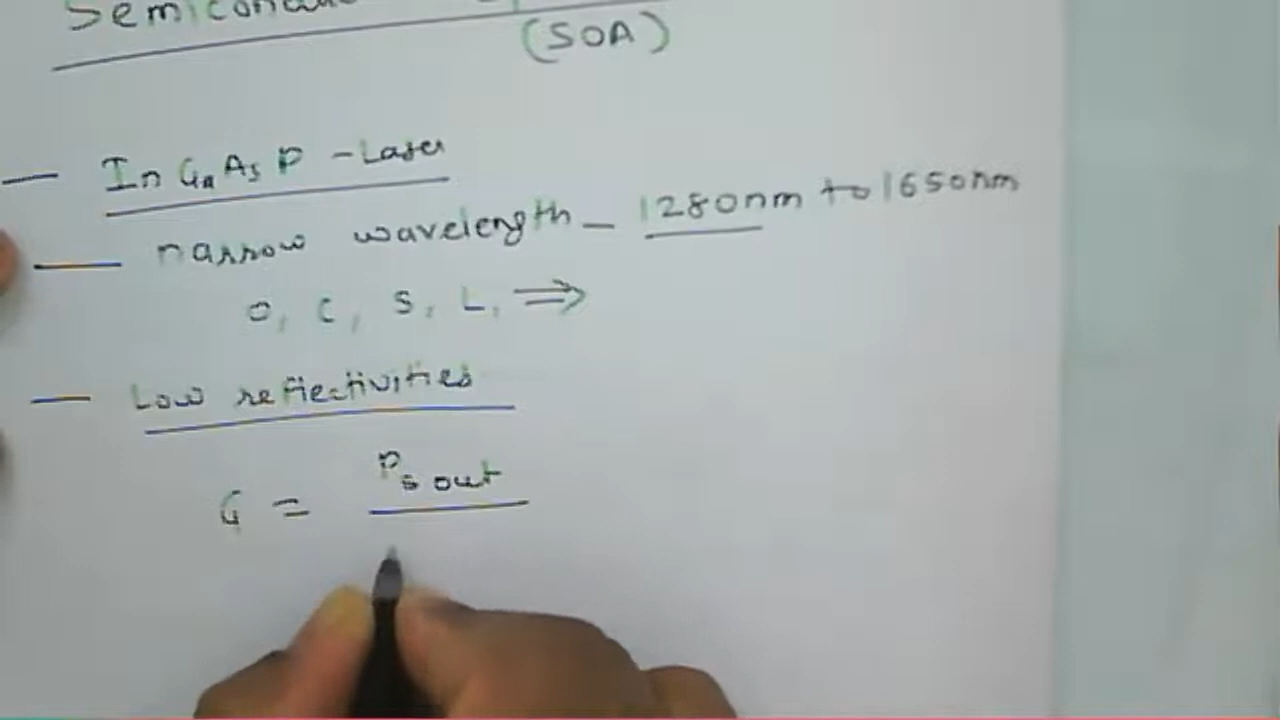 (SOA)
— InGaAsP - Laser
— narrow wavelength — 1280nm to 1650nm
O, C, S, L, ⇒
— Low reflectivities
G = Ps out